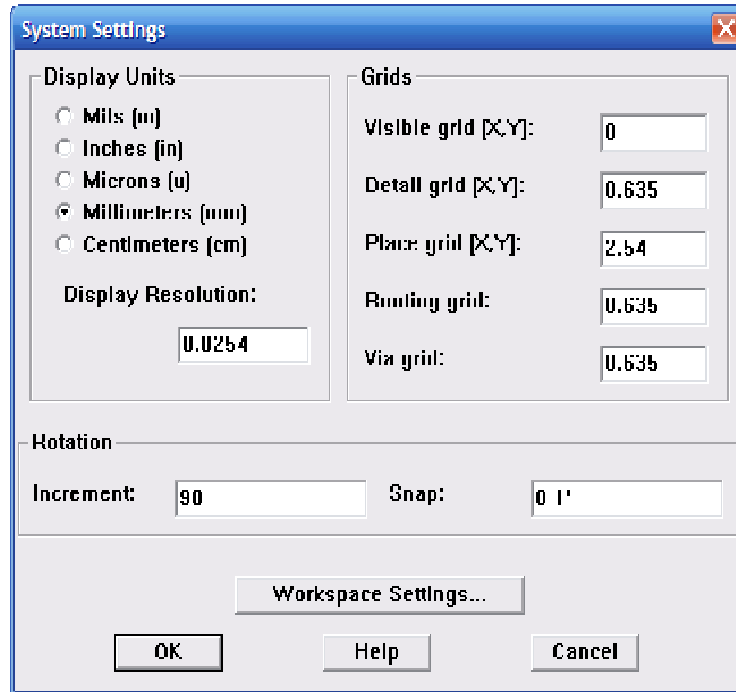 System Settings
Display Units
Mils (m)
Inches (in)
Microns (u)
Millimeters (mm)
Centimeters (cm)
Display Resolution:
0.0254
Grids
Visible grid [X,Y]:
0
Detail grid [X,Y]:
0.635
Place grid [X,Y]:
2.54
Routing grid:
0.635
Via grid:
0.635
Rotation
Increment:
90
Snap:
Workspace Settings...
OK
Help
Cancel